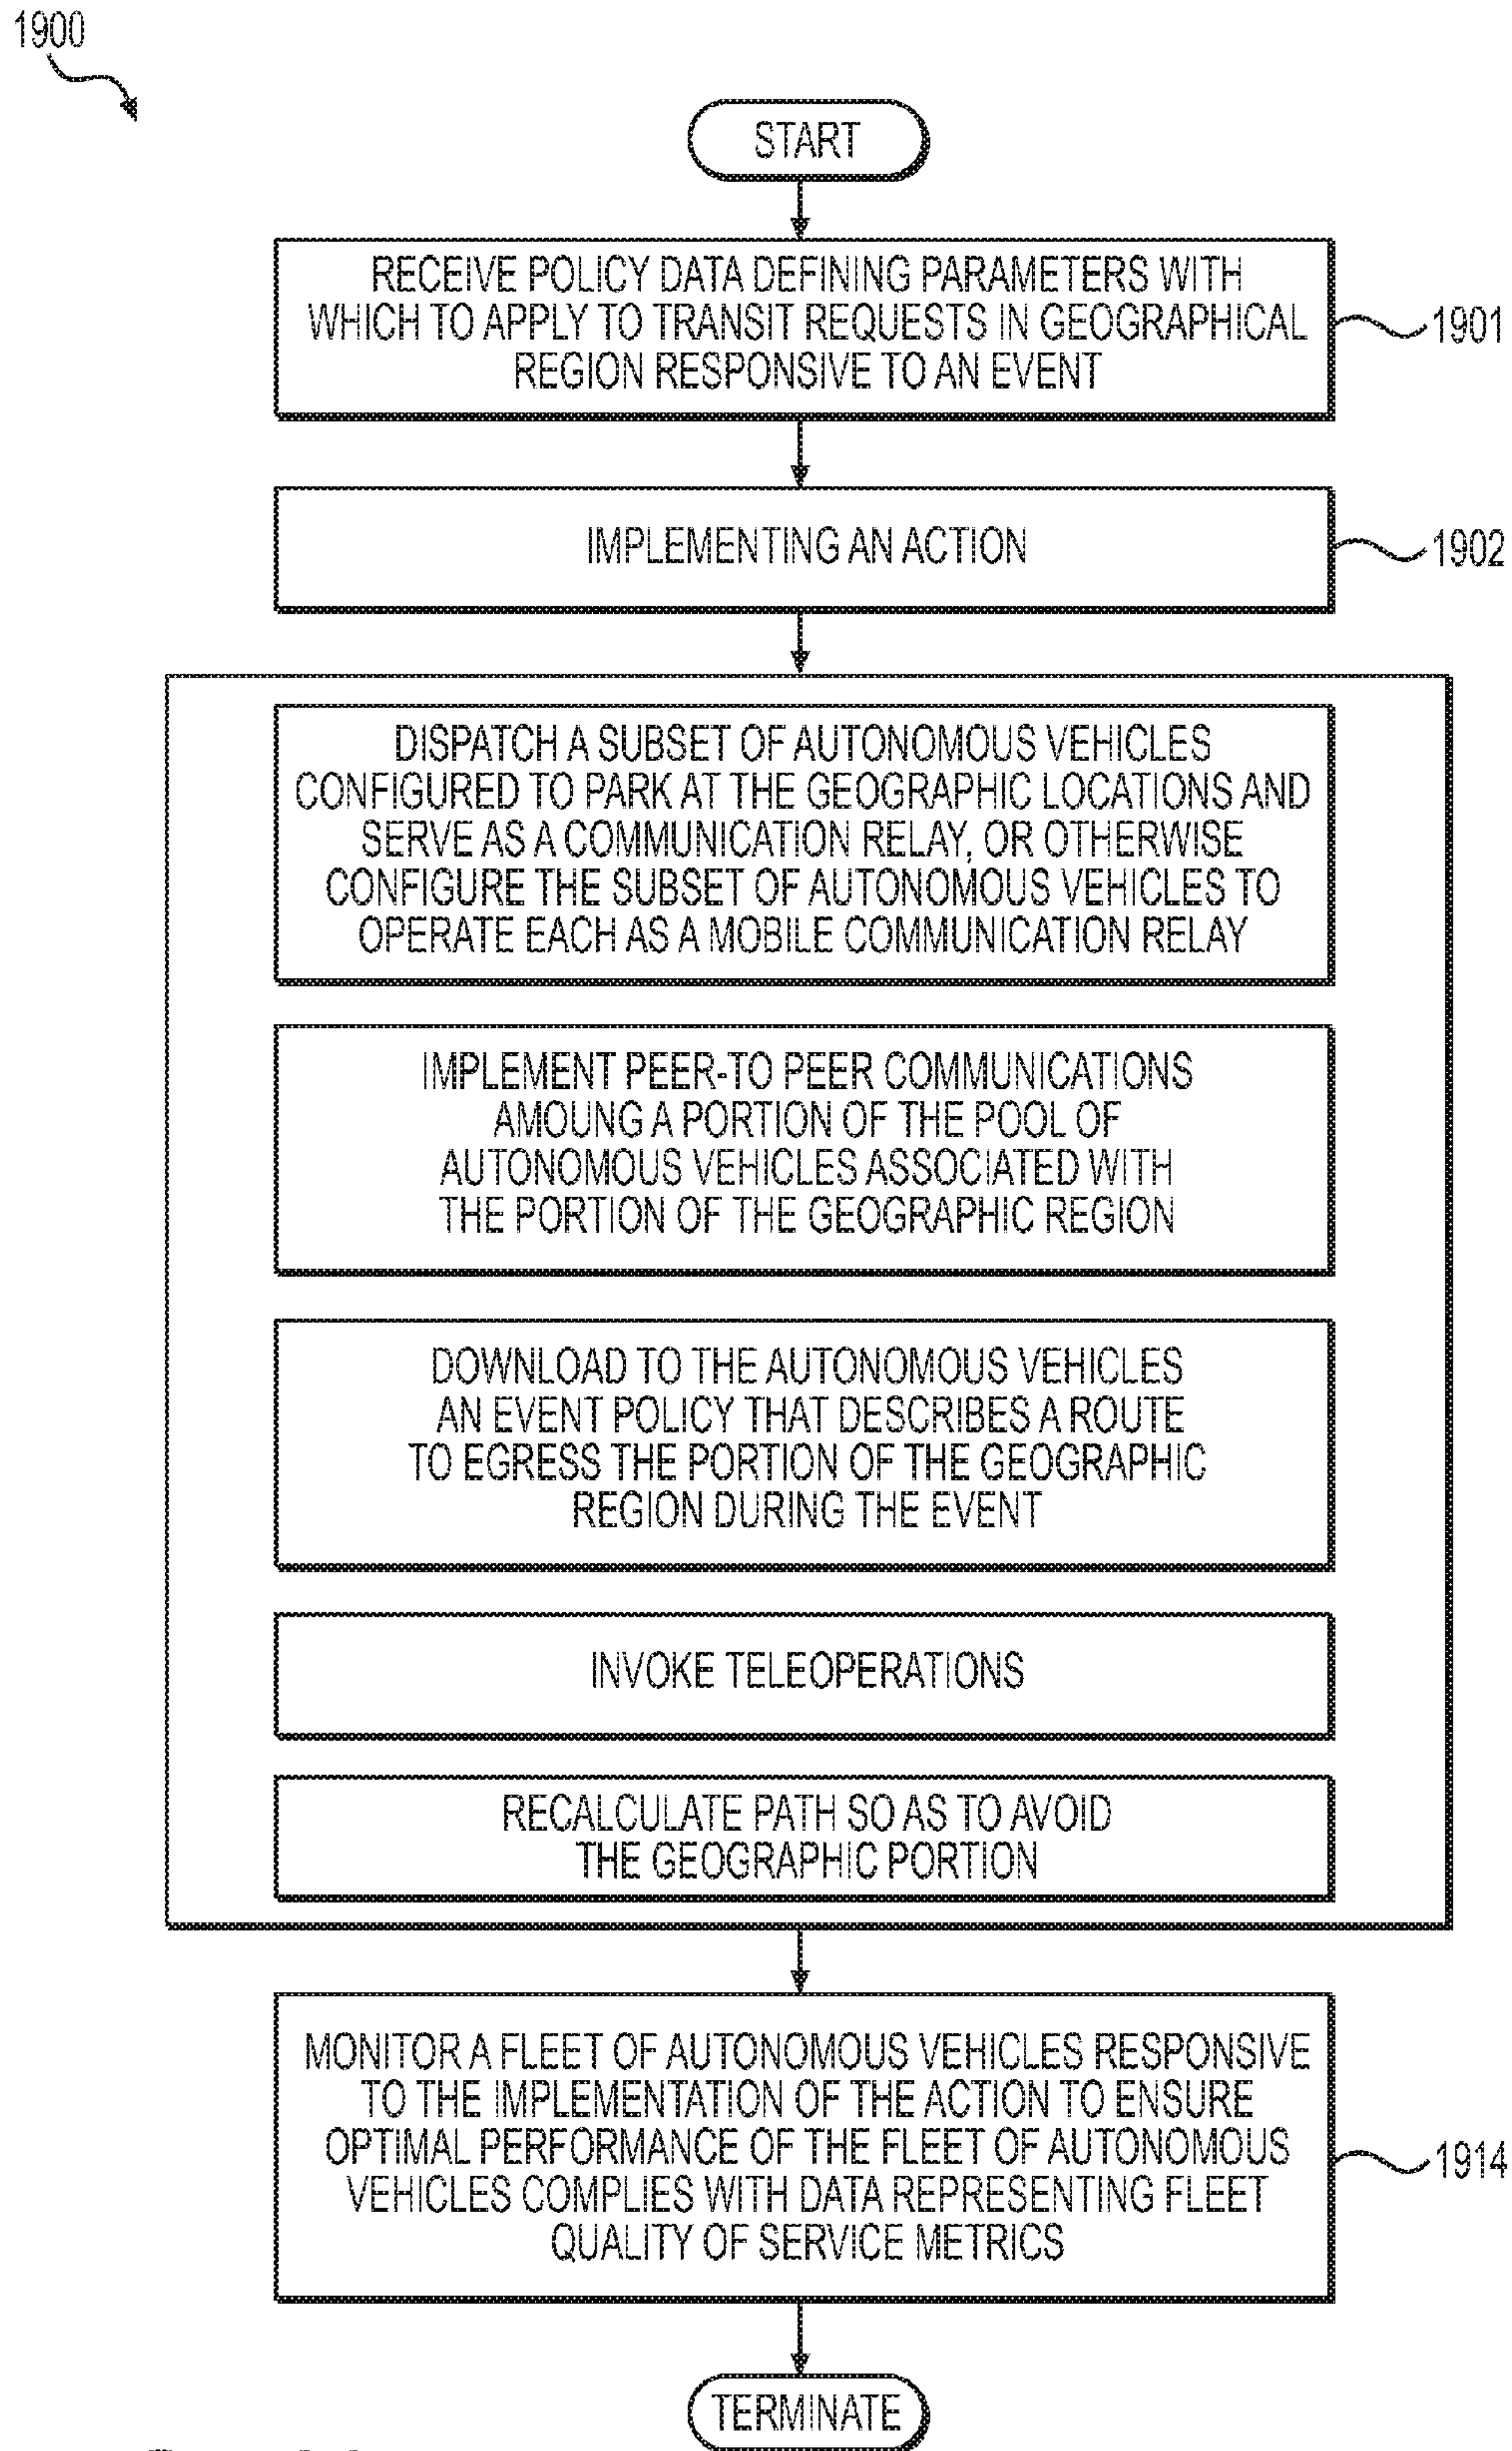 1900
START
RECEIVE POLICY DATA DEFINING PARAMETERS WITH
WHICH TO APPLY TO TRANSIT REQUESTS IN GEOGRAPHICAL
REGION RESPONSIVE TO AN EVENT
1901
IMPLEMENTING AN ACTION
1902
DISPATCH A SUBSET OF AUTONOMOUS VEHICLES
CONFIGURED TO PARK AT THE GEOGRAPHIC LOCATIONS AND
SERVE AS A COMMUNICATION RELAY, OR OTHERWISE
CONFIGURE THE SUBSET OF AUTONOMOUS VEHICLES TO
OPERATE EACH AS A MOBILE COMMUNICATION RELAY
IMPLEMENT PEER-TO PEER COMMUNICATIONS
AMOUNG A PORTION OF THE POOL OF
AUTONOMOUS VEHICLES ASSOCIATED WITH
THE PORTION OF THE GEOGRAPHIC REGION
DOWNLOAD TO THE AUTONOMOUS VEHICLES
AN EVENT POLICY THAT DESCRIBES A ROUTE
TO EGRESS THE PORTION OF THE GEOGRAPHIC
REGION DURING THE EVENT
INVOKE TELEOPERATIONS
RECALCULATE PATH SO AS TO AVOID
THE GEOGRAPHIC PORTION
MONITOR A FLEET OF AUTONOMOUS VEHICLES RESPONSIVE
TO THE IMPLEMENTATION OF THE ACTION TO ENSURE
OPTIMAL PERFORMANCE OF THE FLEET OF AUTONOMOUS
VEHICLES COMPLIES WITH DATA REPRESENTING FLEET
QUALITY OF SERVICE METRICS
1914
TERMINATE